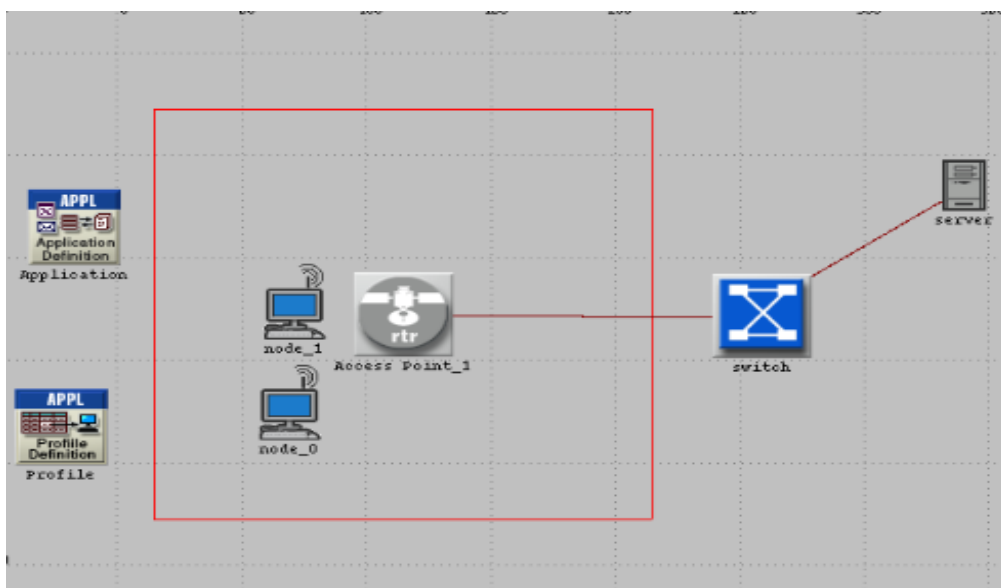 APPL
Application
Definition
Application
server
rtr
node_1
Access Point_1
switch
APPL
Profile
Definition
Profile
node_0